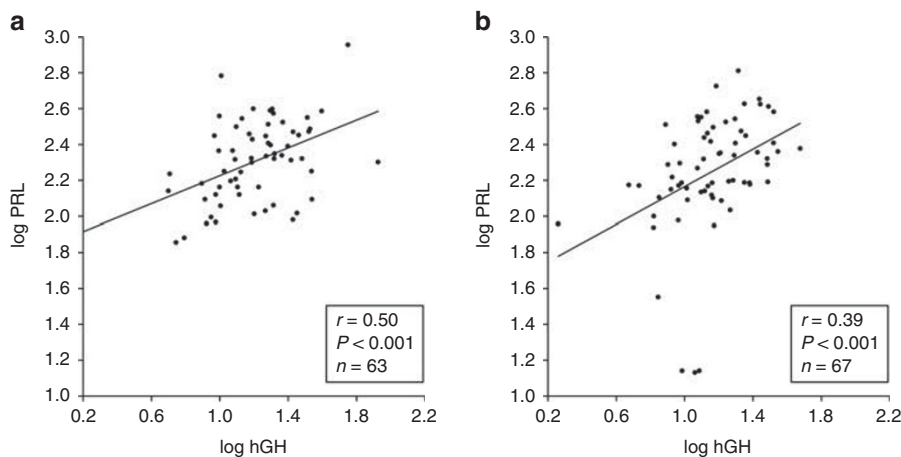 a
3.0
2.8
2.6
2.4
2.2
2.0
1.8
1.6
1.4
1.2
1.0
log PRL
0.2 0.6 1.0 1.4 1.8 2.2
log hGH
r = 0.50
P < 0.001
n = 63
b
3.0
2.8
2.6
2.4
2.2
2.0
1.8
1.6
1.4
1.2
1.0
log PRL
0.2 0.6 1.0 1.4 1.8 2.2
log hGH
r = 0.39
P < 0.001
n = 67